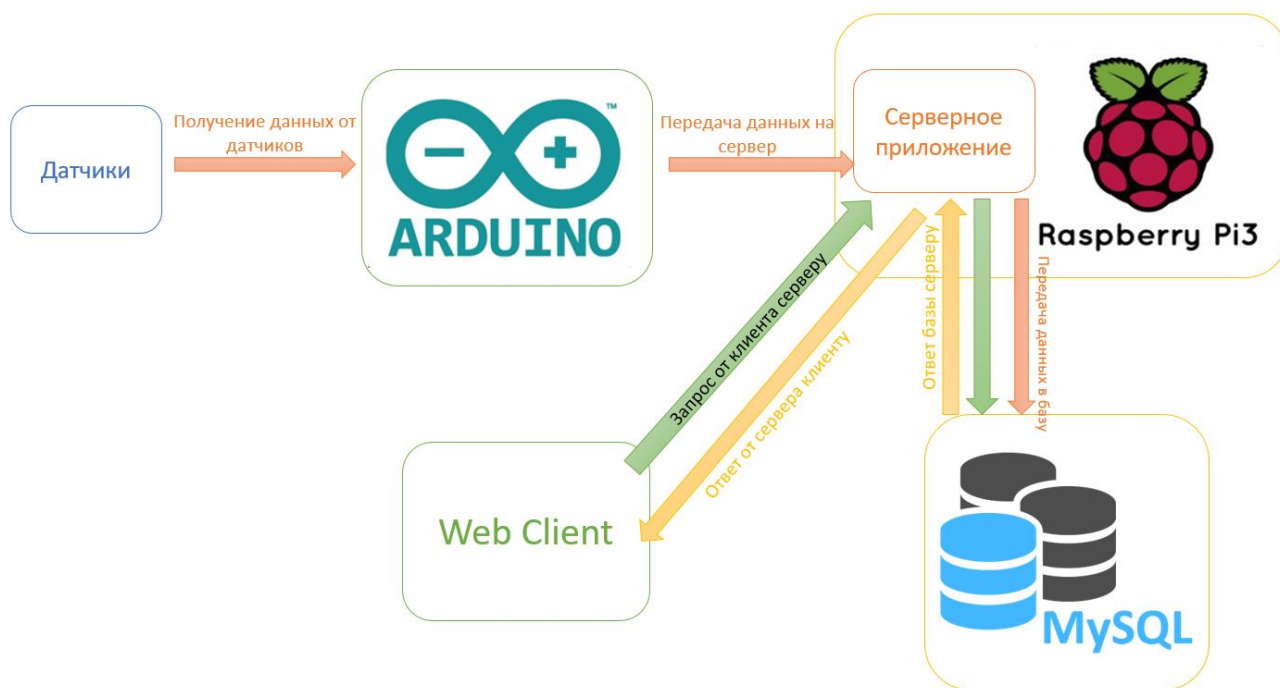 Датчики
Получение данных от
датчиков
™
ARDUINO
Передача данных на
сервер
Серверное
приложение
Raspberry Pi3
Запрос от клиента серверу
Ответ от сервера клиенту
Ответ базы серверу
Передача данных в базу
Web Client
MySQL